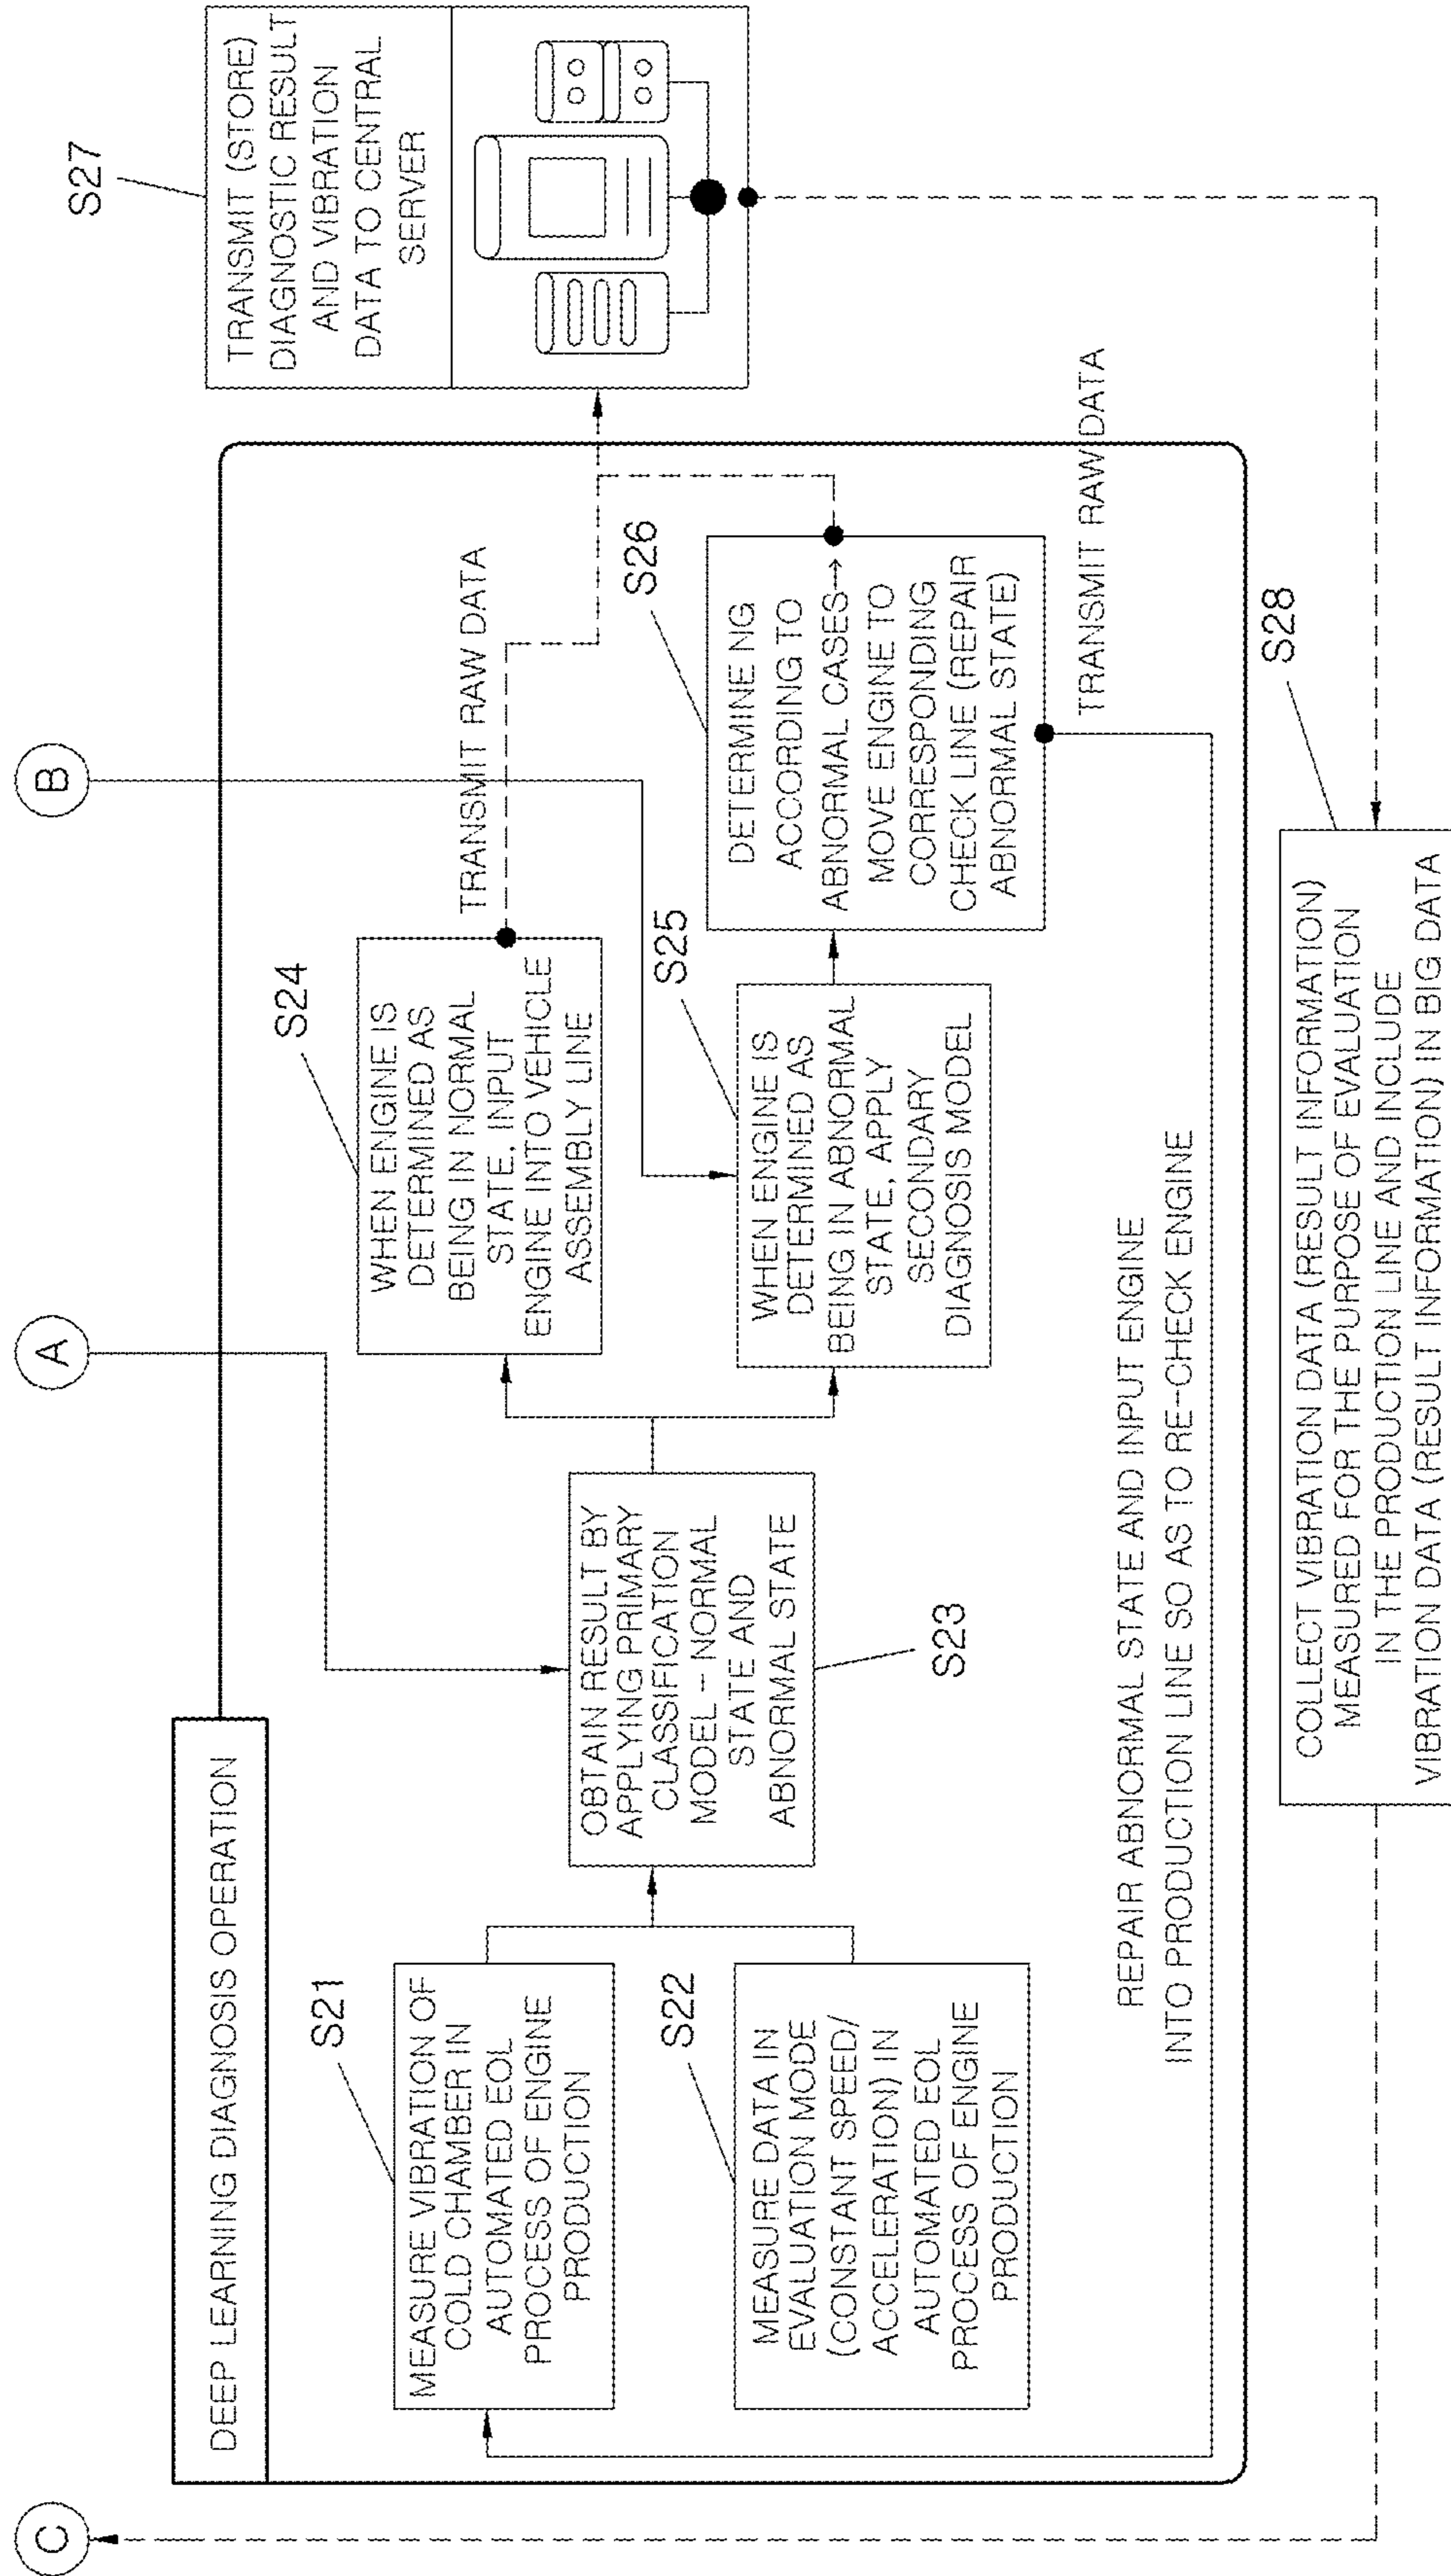 C
A
B
DEEP LEARNING DIAGNOSIS OPERATION
S21
MEASURE VIBRATION OF
COLD CHAMBER IN
AUTOMATED EOL
PROCESS OF ENGINE
PRODUCTION
S22
MEASURE DATA IN
EVALUATION MODE
(CONSTANT SPEED/
ACCELERATION) IN
AUTOMATED EOL
PROCESS OF ENGINE
PRODUCTION
OBTAIN RESULT BY
APPLYING PRIMARY
CLASSIFICATION
MODEL - NORMAL
STATE AND
ABNORMAL STATE
S23
S24
WHEN ENGINE IS
DETERMINED AS
BEING IN NORMAL
STATE, INPUT
ENGINE INTO VEHICLE
ASSEMBLY LINE
TRANSMIT RAW DATA
S25
WHEN ENGINE IS
DETERMINED AS
BEING IN ABNORMAL
STATE, APPLY
SECONDARY
DIAGNOSIS MODEL
S26
DETERMINE NG
ACCORDING TO
ABNORMAL CASES→
MOVE ENGINE TO
CORRESPONDING
CHECK LINE (REPAIR
ABNORMAL STATE)
TRANSMIT RAW DATA
REPAIR ABNORMAL STATE AND INPUT ENGINE
INTO PRODUCTION LINE SO AS TO RE-CHECK ENGINE
S27
TRANSMIT (STORE)
DIAGNOSTIC RESULT
AND VIBRATION
DATA TO CENTRAL
SERVER
S28
COLLECT VIBRATION DATA (RESULT INFORMATION)
MEASURED FOR THE PURPOSE OF EVALUATION
IN THE PRODUCTION LINE AND INCLUDE
VIBRATION DATA (RESULT INFORMATION) IN BIG DATA